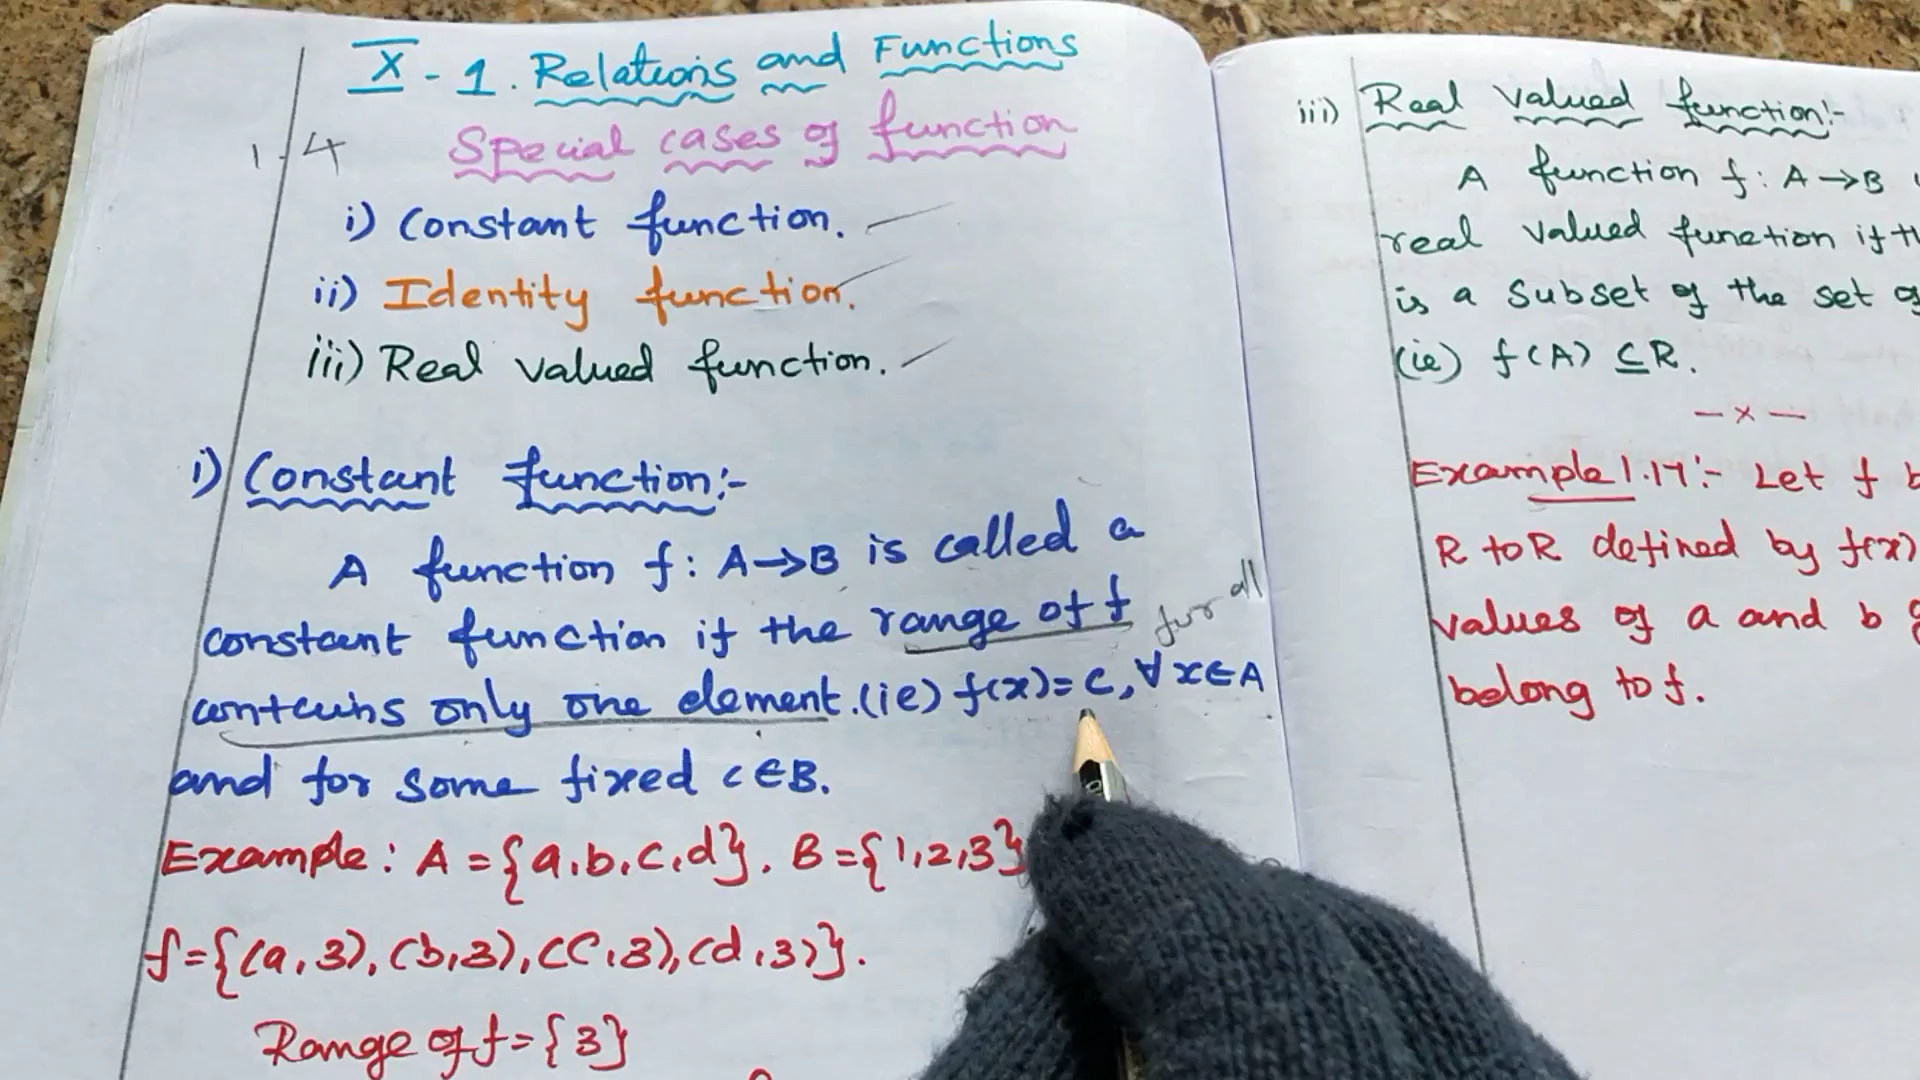 X - 1. Relations and Functions
1.4 Special cases of function
i) Constant function.
ii) Identity function.
iii) Real valued function.
i) Constant function:-
A function f: A→B is called a
constant function if the range of f
for all
contains only one element. (ie) f(x)= C, ∀ x∈A
and for some fixed c∈B.
Example: A = {a,b,c,d}. B = {1,2,3}
f={(a,3),(b,3),(c,3),(d,3)}.
Range of f = {3}
iii) Real valued function:-
A function f: A→B
real valued function if
is a subset of the set
(ie) f(A) ⊆R.
—x—
Example 1.17:- Let f
R to R defined by f(x)
values of a and b
belong to f.